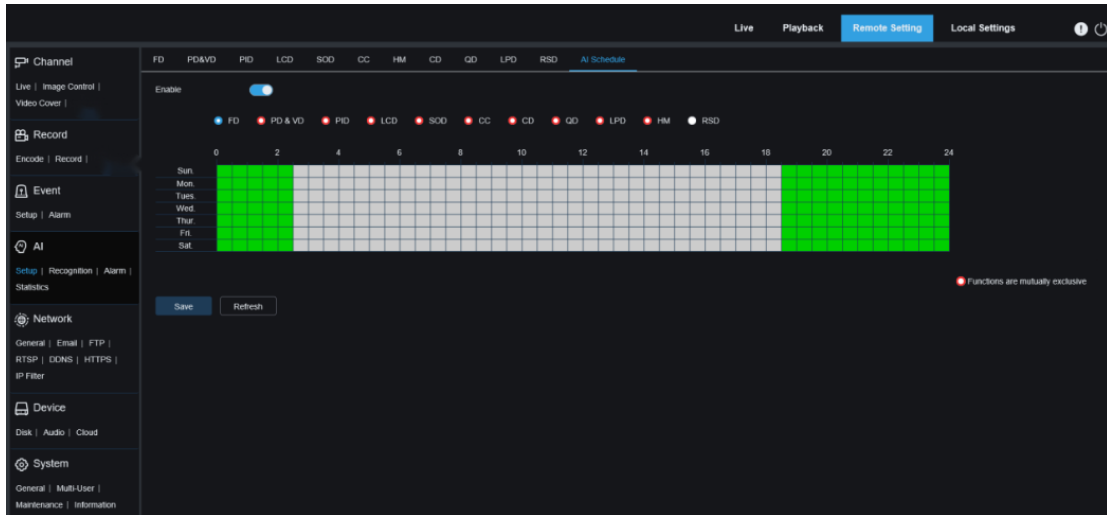 Live Playback Remote Setting Local Settings
Channel
Live | Image Control |
Video Cover |
Record
Encode | Record |
Event
Setup | Alarm
AI
Setup | Recognition | Alarm |
Statistics
Network
General | Email | FTP |
RTSP | DDNS | HTTPS |
IP Filter
Device
Disk | Audio | Cloud
System
General | Multi-User |
Maintenance | Information
FD PD&VD PID LCD SOD CC HM CD QD LPD RSD AI Schedule
Enable
FD PD & VD PID LCD SOD CC CD QD LPD HM RSD
0 2 4 6 8 10 12 14 16 18 20 22 24
Sun.
Mon.
Tues.
Wed.
Thur.
Fri.
Sat.
Functions are mutually exclusive
Save Refresh